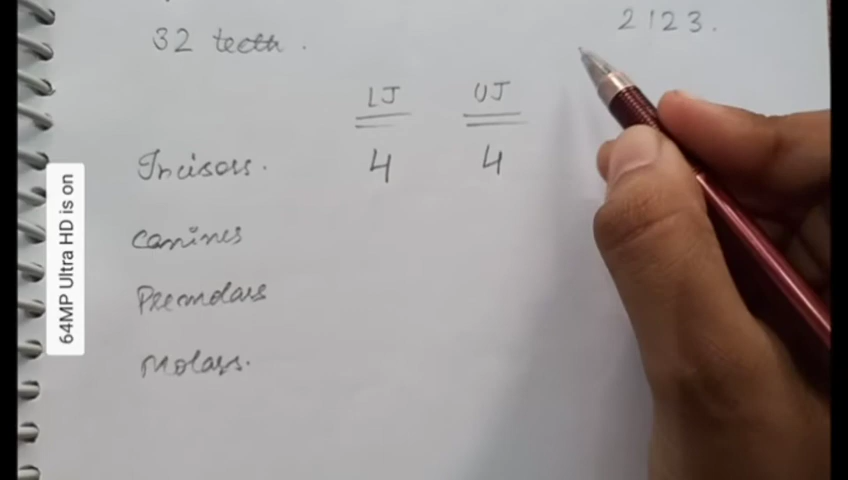 2123.
32 teeth.
LJ UJ
Incisors. 4 4
Canines
Premolars
Molars.
64MP Ultra HD is on